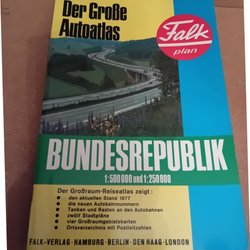 Der Große
Autoatlas
Falk
plan
BUNDESREPUBLIK
1:500 000 und 1:250 000
Der Großraum-Reiseatlas zeigt:
den aktuellen Stand 1977
die neuen Autobahnnummern
Tanken und Rasten an den Autobahnen
zwölf Stadtpläne
vier Großraumgebietskarten
Ortsverzeichnis mit Postleitzahlen
FALK-VERLAG·HAMBURG·BERLIN·DEN HAAG·LONDON